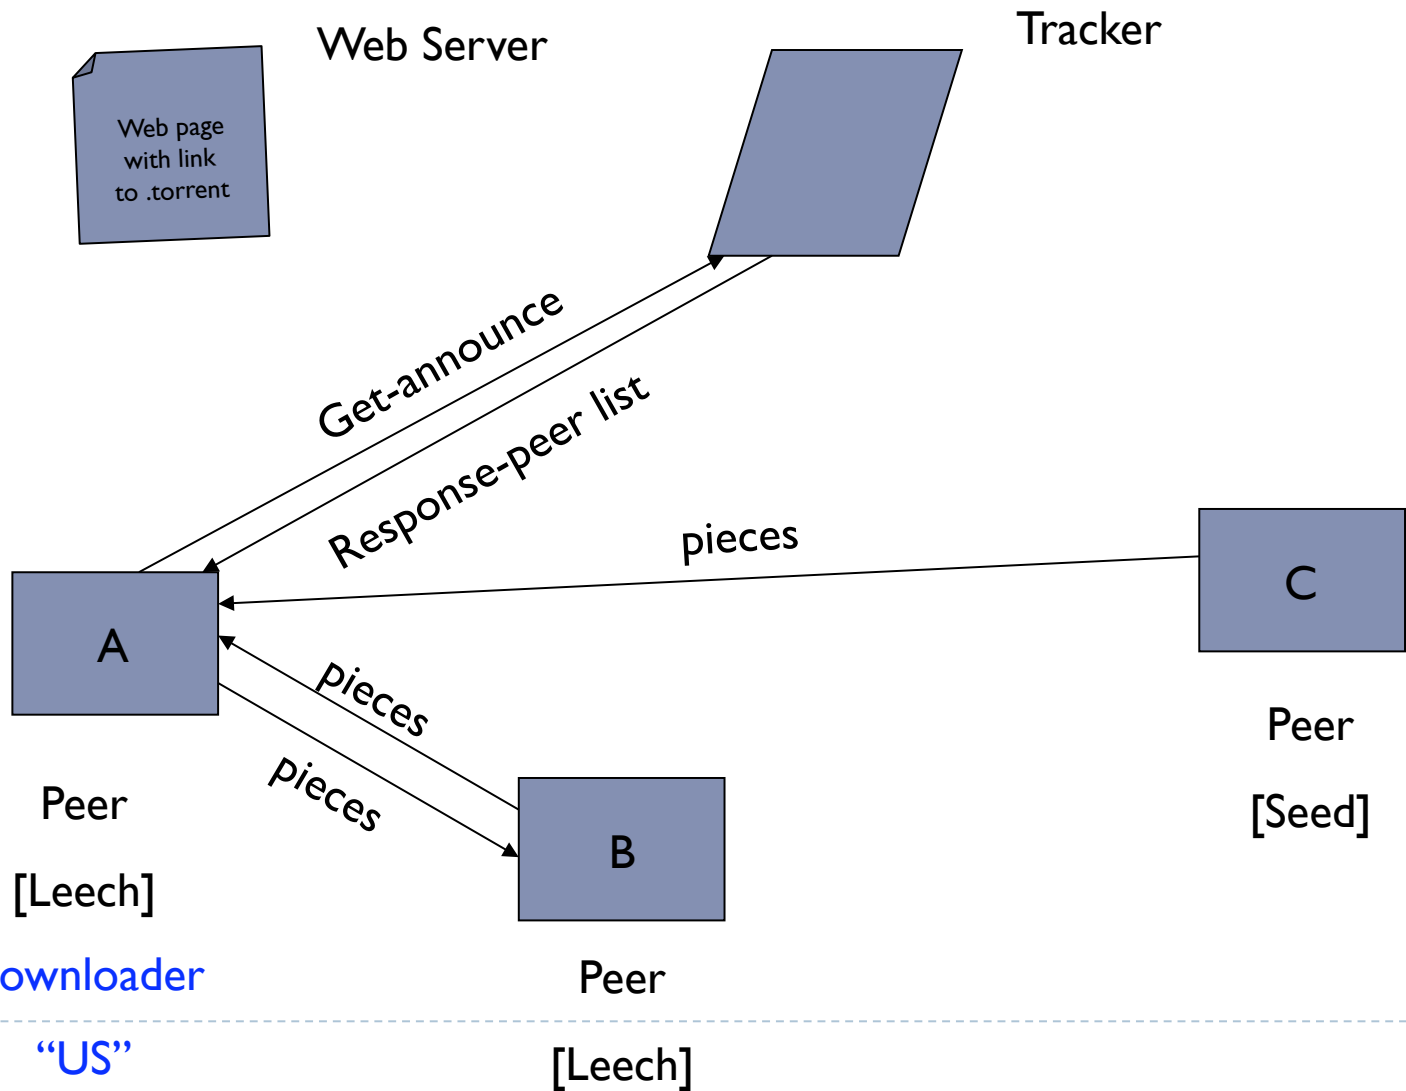 Web Server
Tracker
Web page
with link
to .torrent
Get-announce
Response-peer list
pieces
C
A
pieces
pieces
Peer
[Seed]
Peer
[Leech]
B
ownloader
Peer
"US"
[Leech]